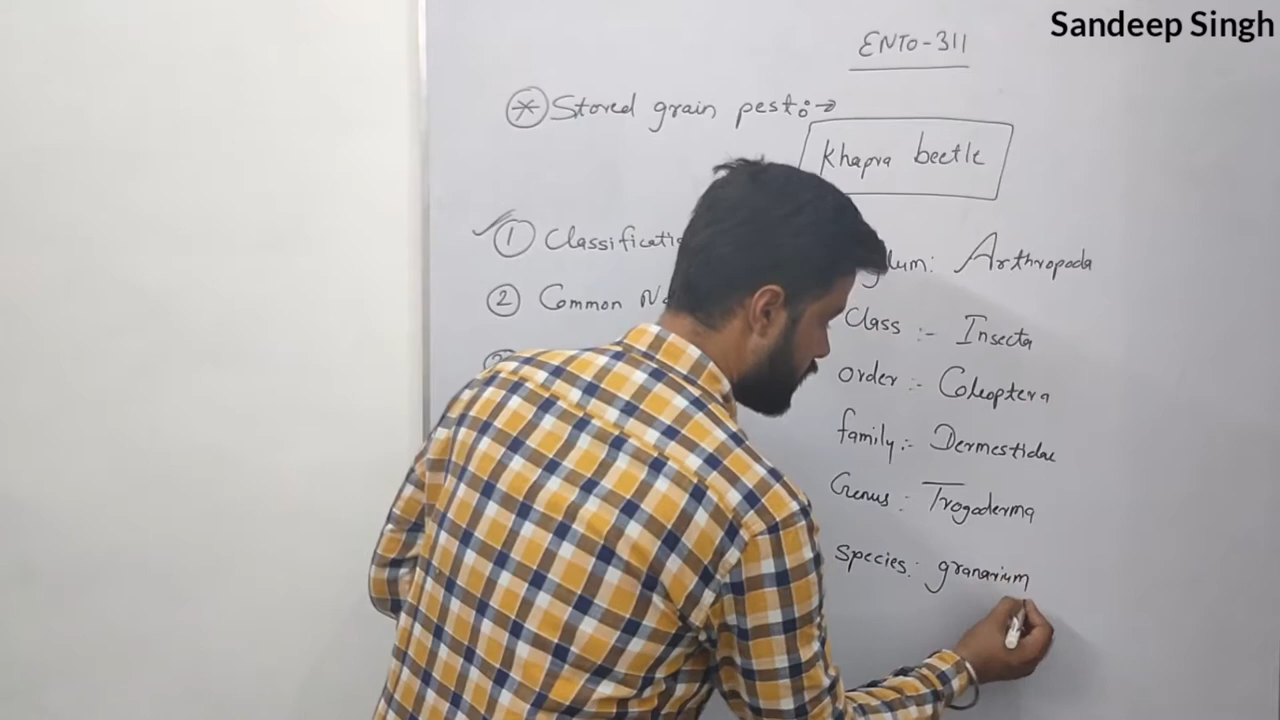 Sandeep Singh
ENTO-311
* Stored grain pest :→
Khapra beetle
① Classificati
lum: Arthropoda
② Common Na
Class :- Insecta
order :- Coleoptera
family :- Dermestidae
Genus : Trogoderma
Species: granarium